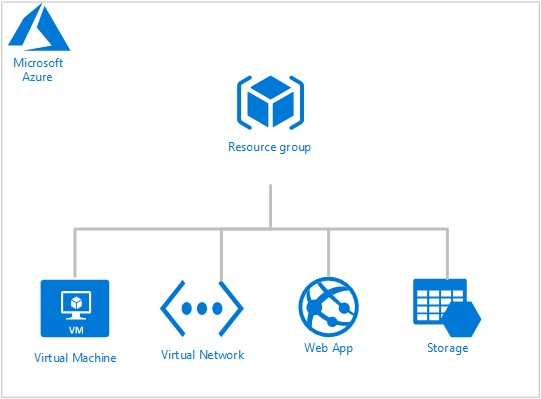 Microsoft
Azure
Resource group
VM
Virtual Machine
Virtual Network
Web App
Storage